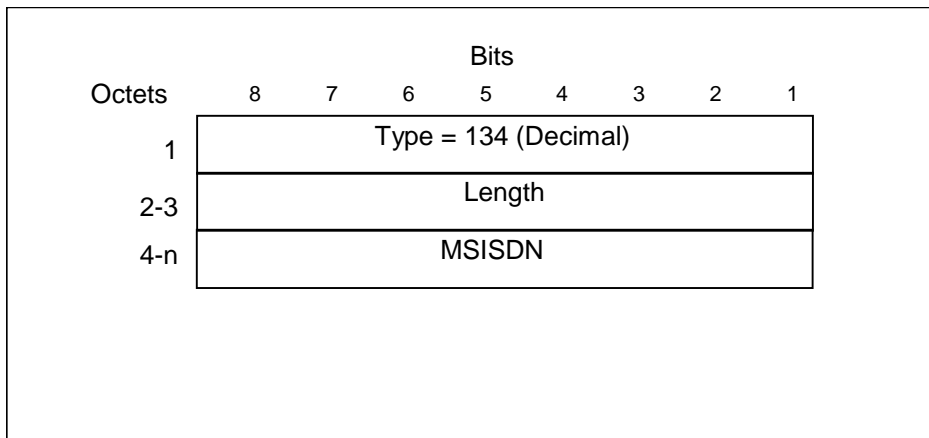 Bits
Octets 8 7 6 5 4 3 2 1
1 Type = 134 (Decimal)
2-3 Length
4-n MSISDN